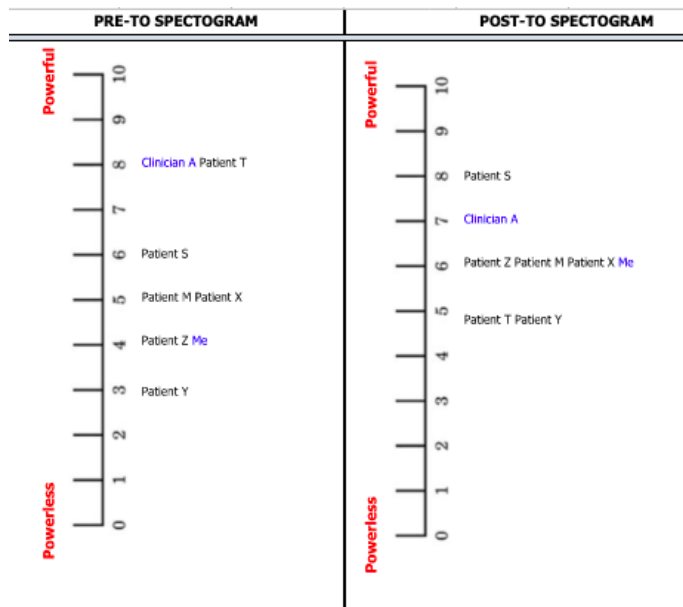 PRE-TO SPECTOGRAM
Powerful
10
9
8 Clinician A Patient T
7
6 Patient S
5 Patient M Patient X
4 Patient Z Me
3 Patient Y
2
1
0
Powerless
POST-TO SPECTOGRAM
Powerful
10
9
8 Patient S
7 Clinician A
6 Patient Z Patient M Patient X Me
5 Patient T Patient Y
4
3
2
1
0
Powerless